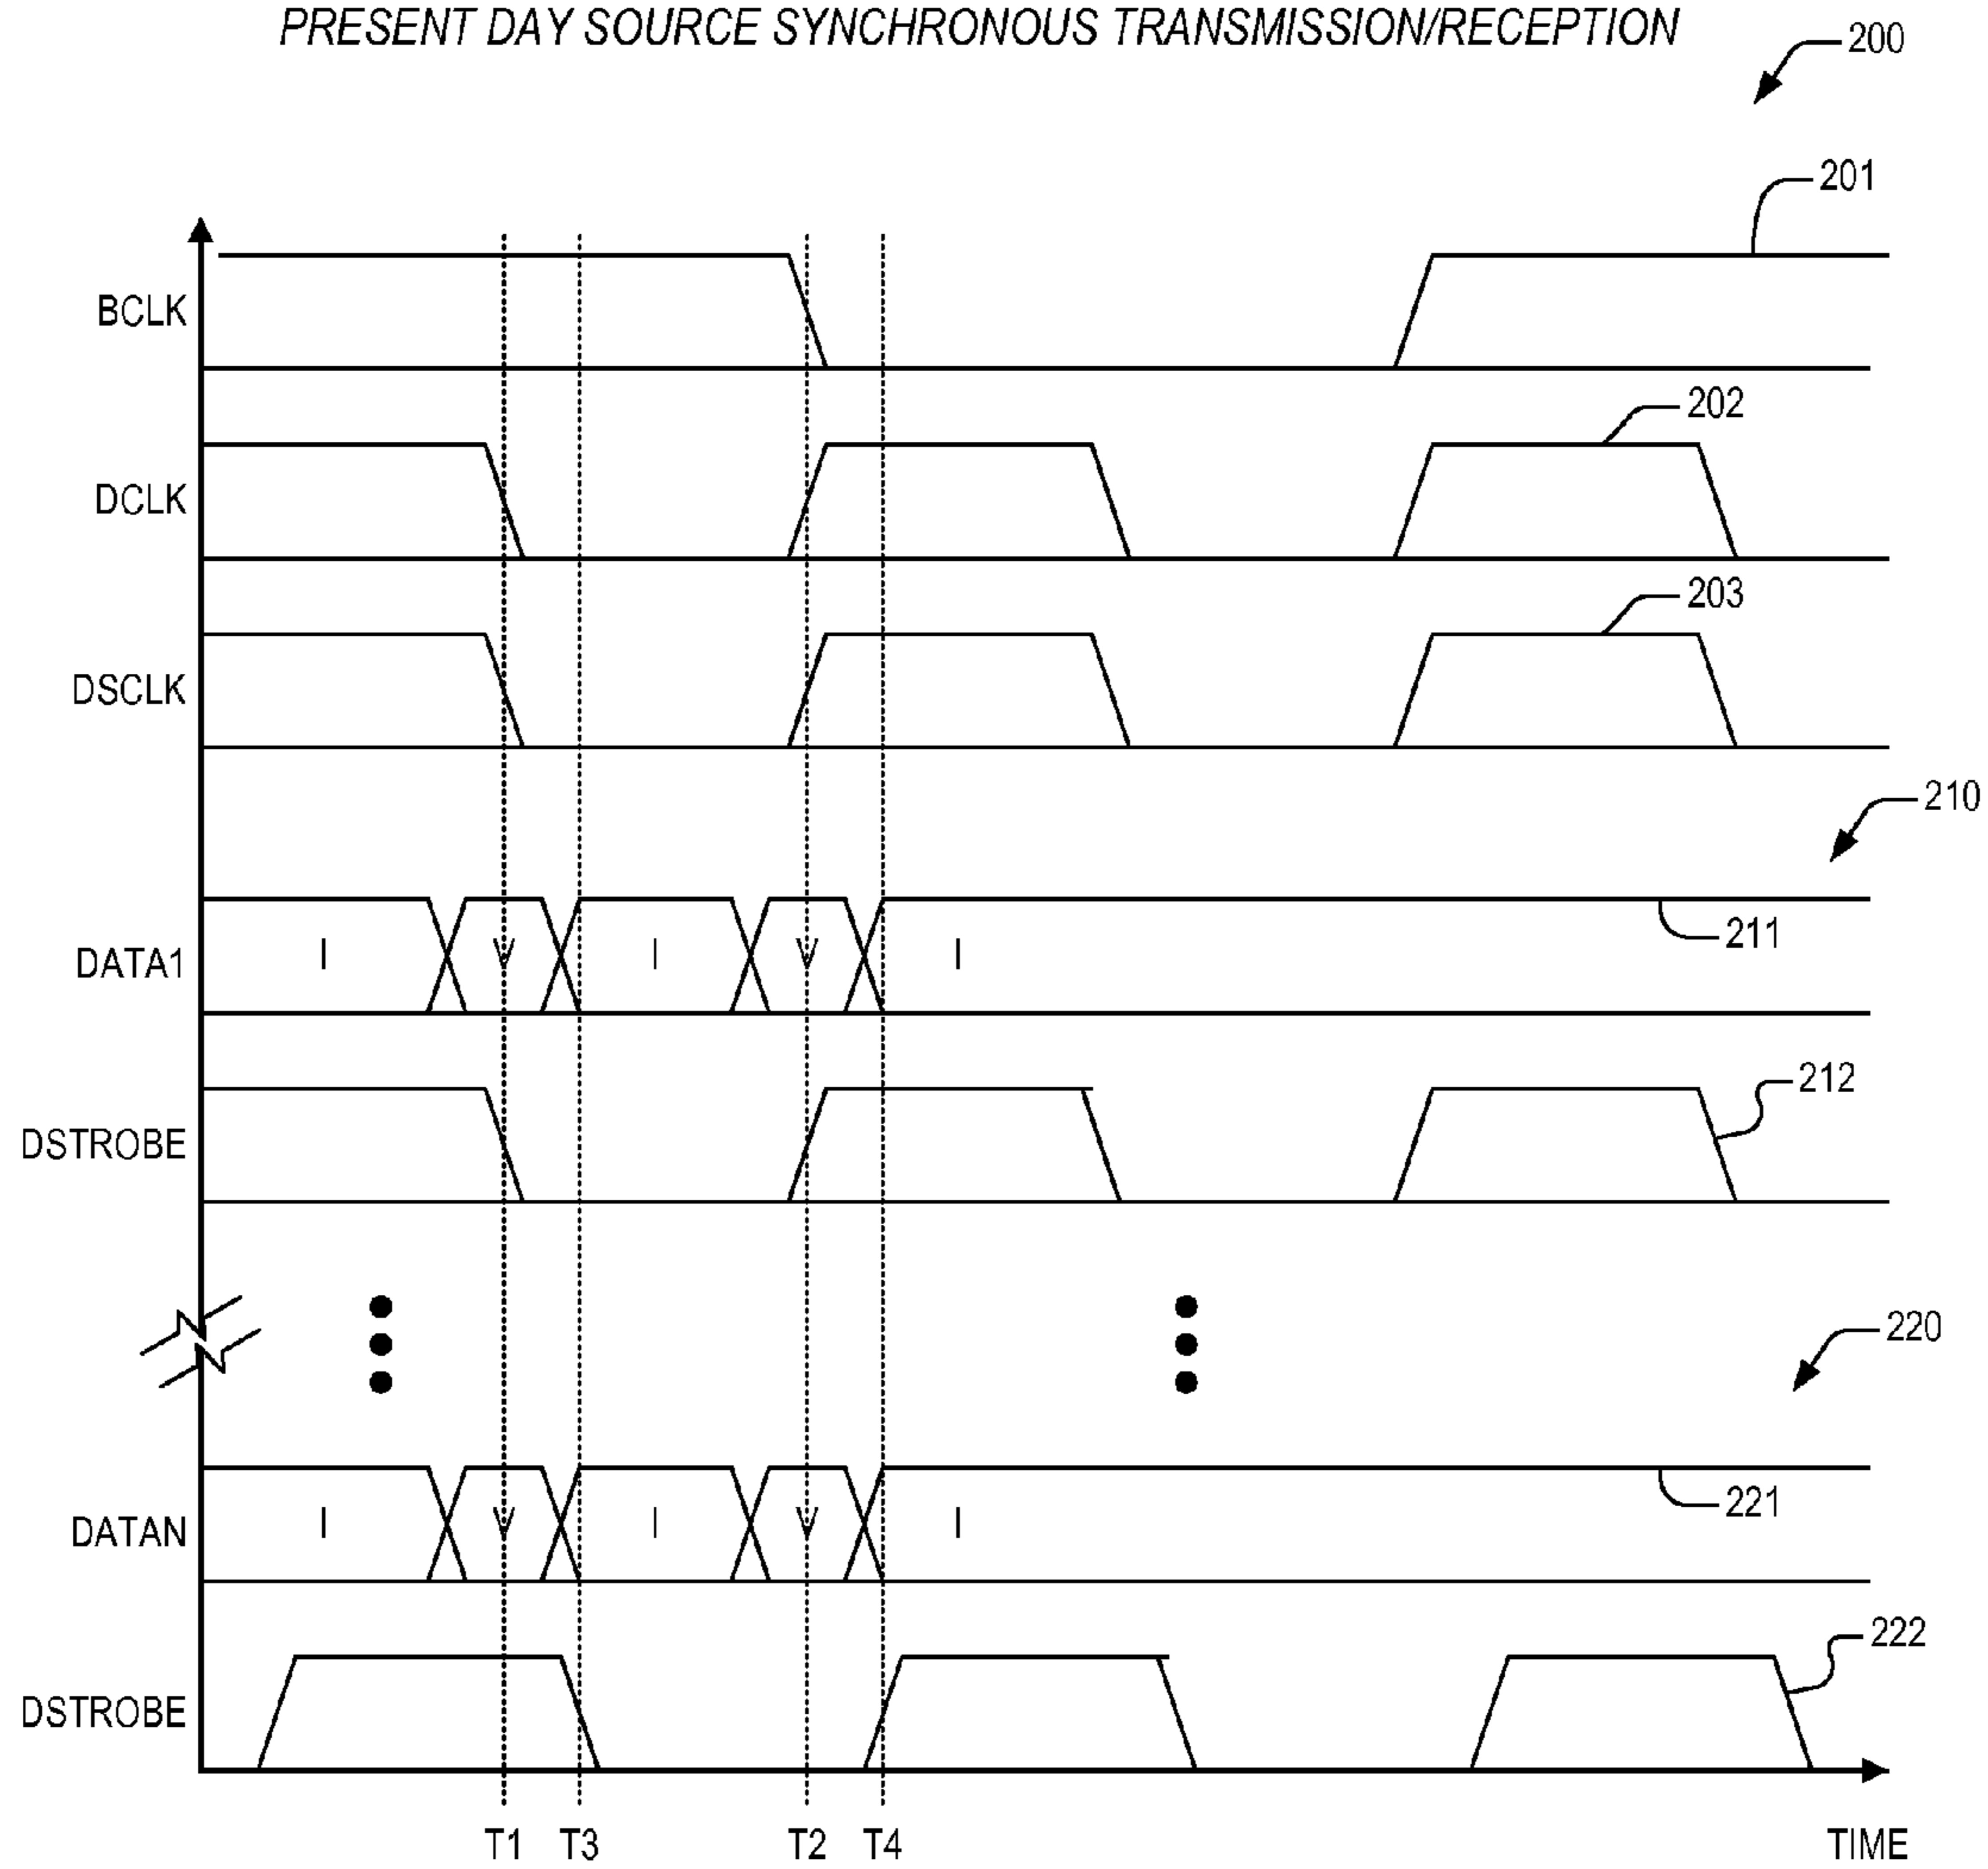 PRESENT DAY SOURCE SYNCHRONOUS TRANSMISSION/RECEPTION
200
201
BCLK
202
DCLK
203
DSCLK
210
DATA1 I V I V I
211
212
DSTROBE
220
DATAN I V I V I
221
222
DSTROBE
T1 T3 T2 T4 TIME